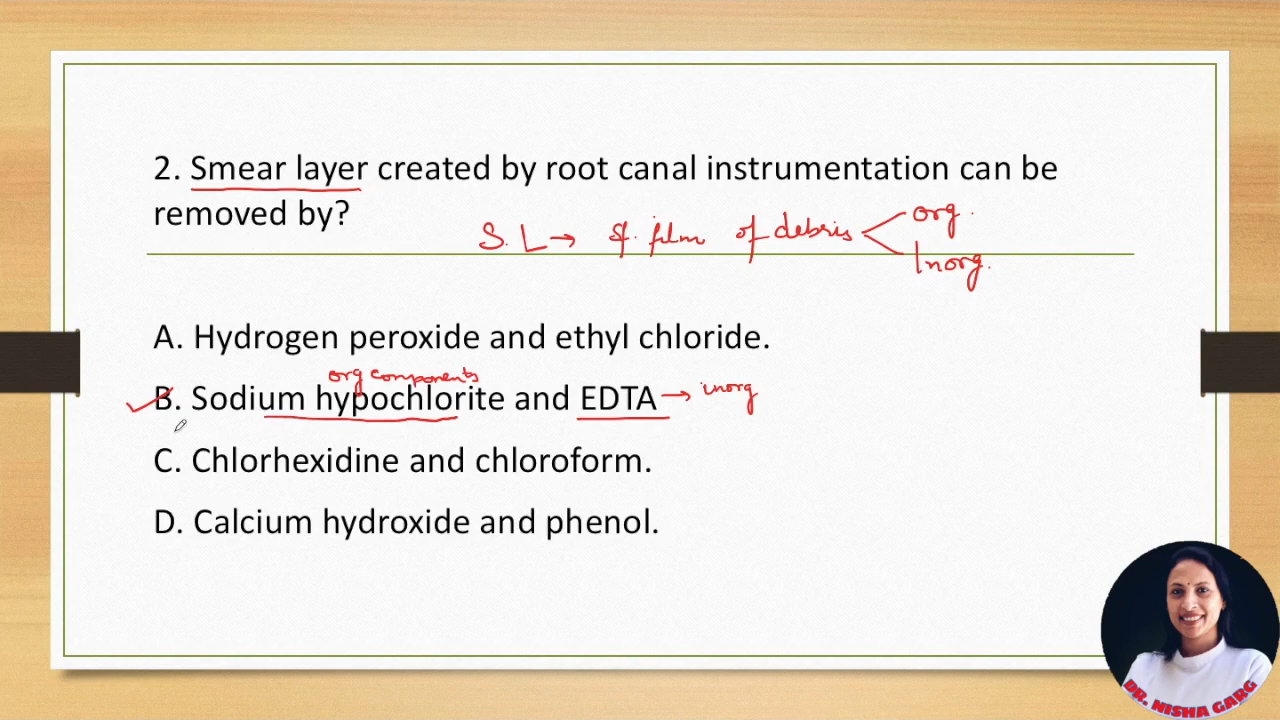 2. Smear layer created by root canal instrumentation can be
removed by?
S. L → sf. film of debris org.
Inorg.
A. Hydrogen peroxide and ethyl chloride.
org components
B. Sodium hypochlorite and EDTA → inorg
C. Chlorhexidine and chloroform.
D. Calcium hydroxide and phenol.
DR. NISHA GARG